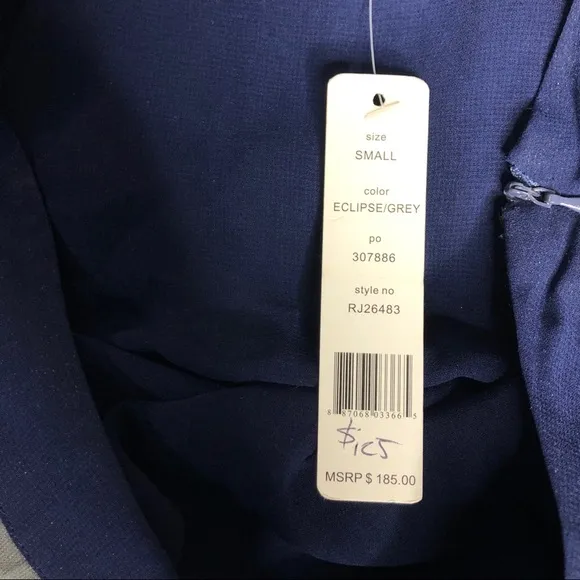 size
SMALL
color
ECLIPSE/GREY
po
307886
style no
RJ26483
8 87068 03366 5
$125
MSRP $ 185.00